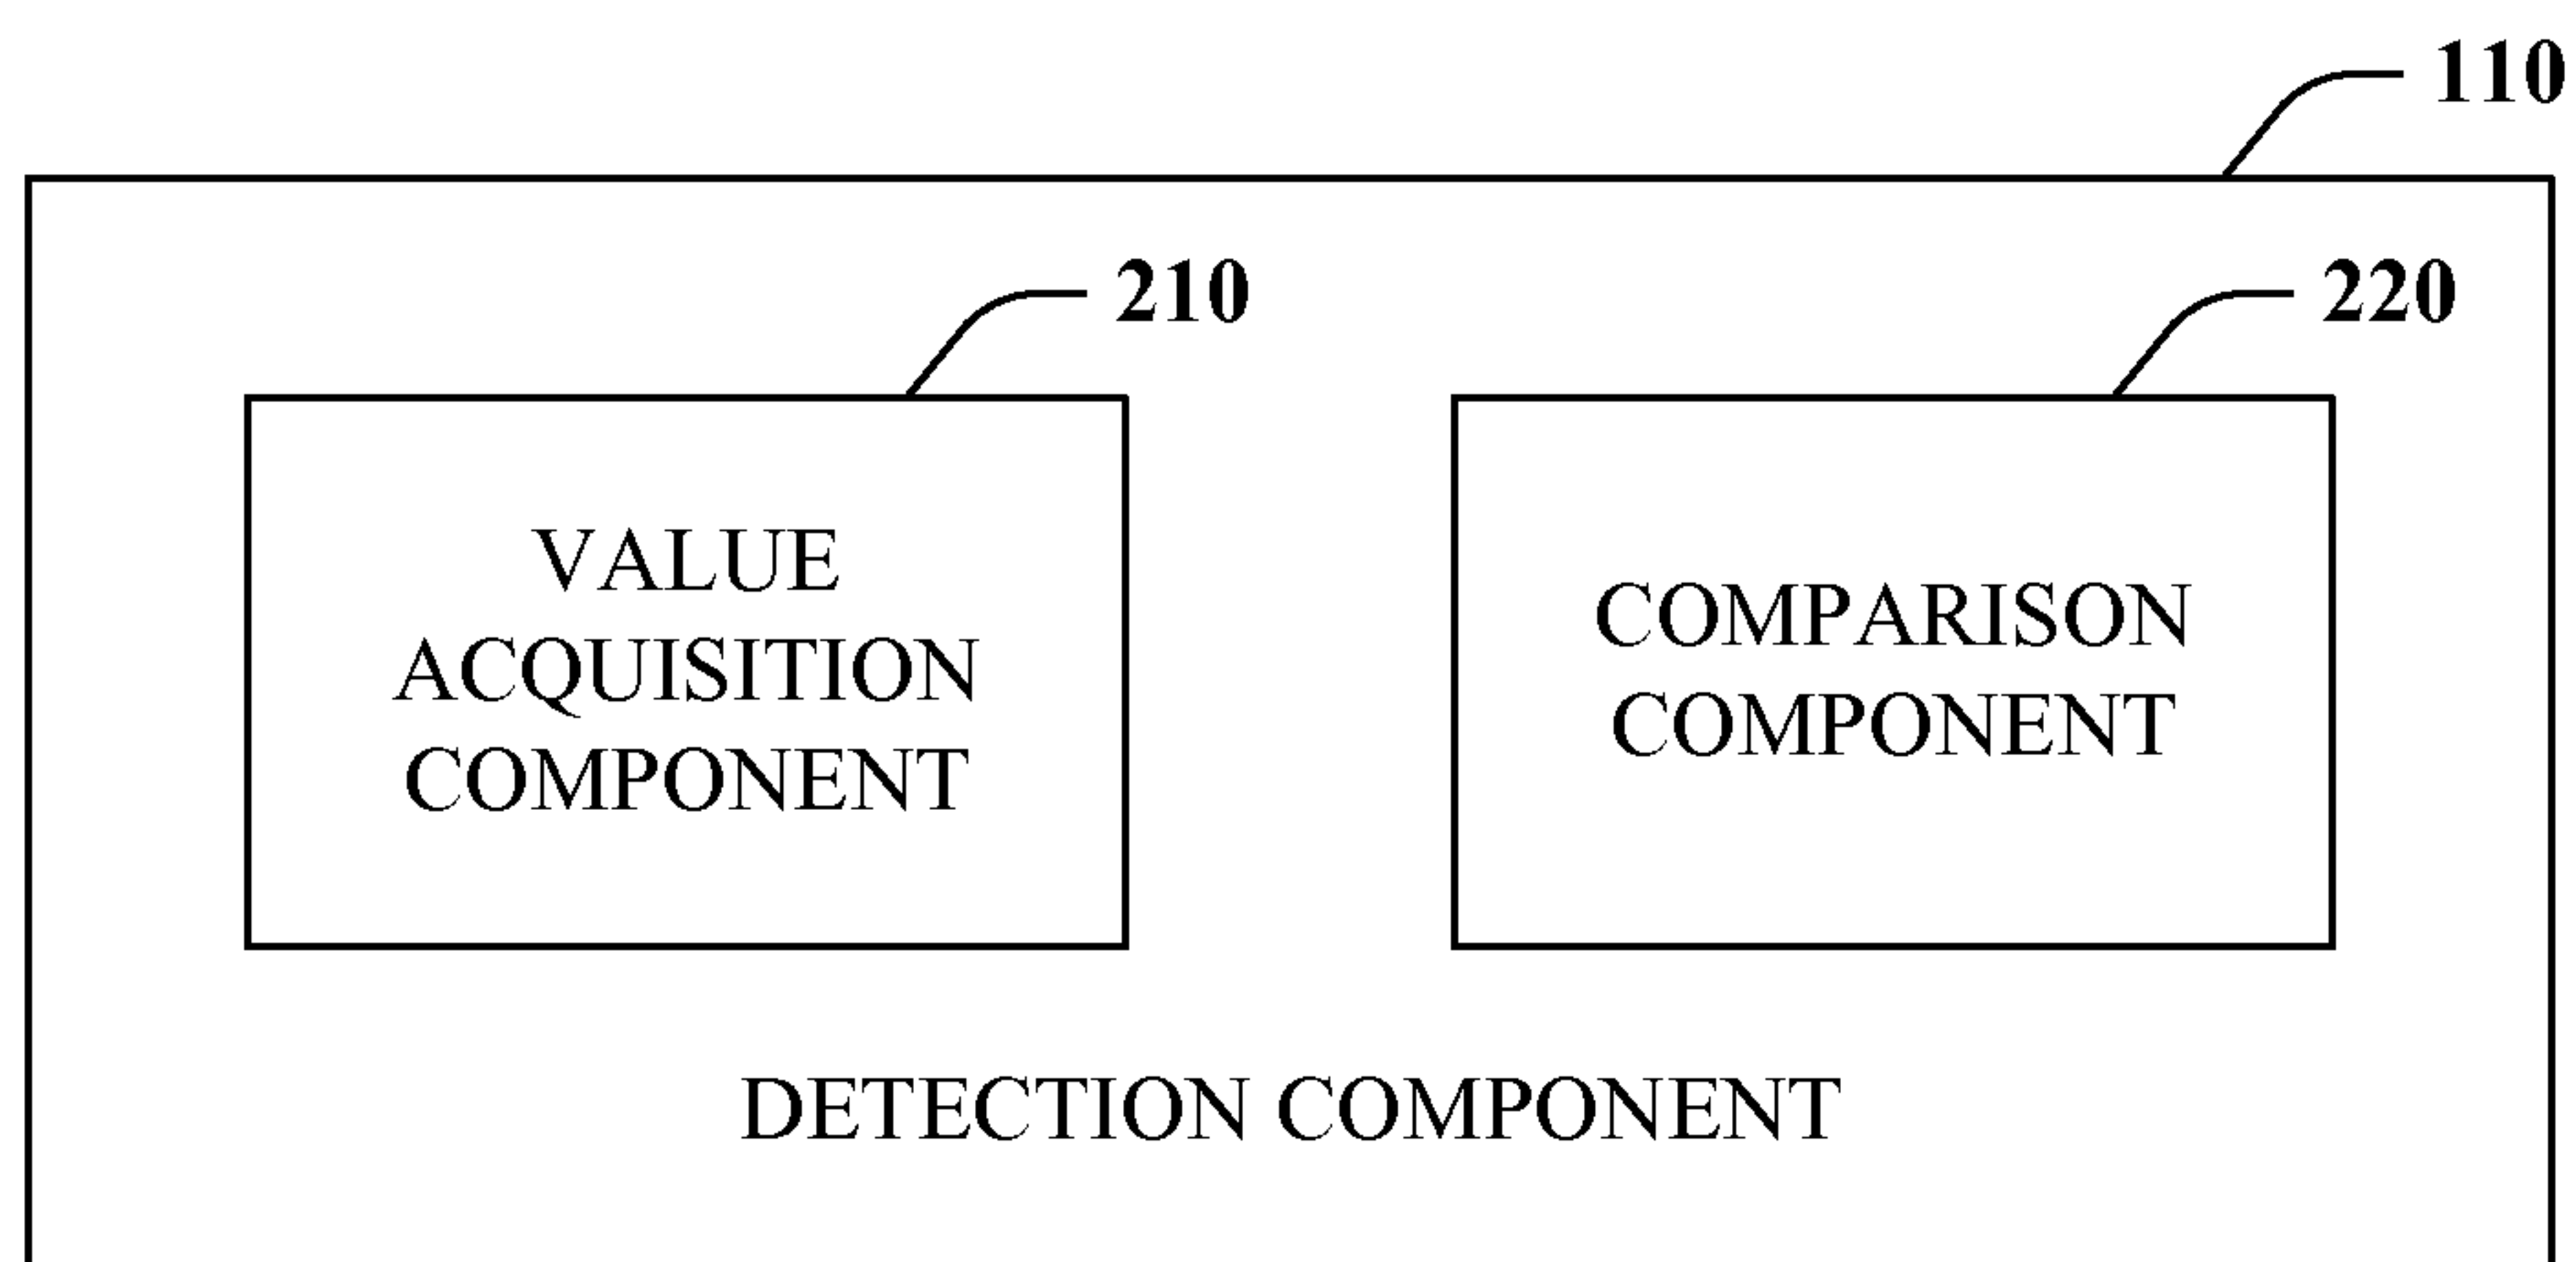 110
210
220
VALUE
ACQUISITION
COMPONENT
COMPARISON
COMPONENT
DETECTION COMPONENT